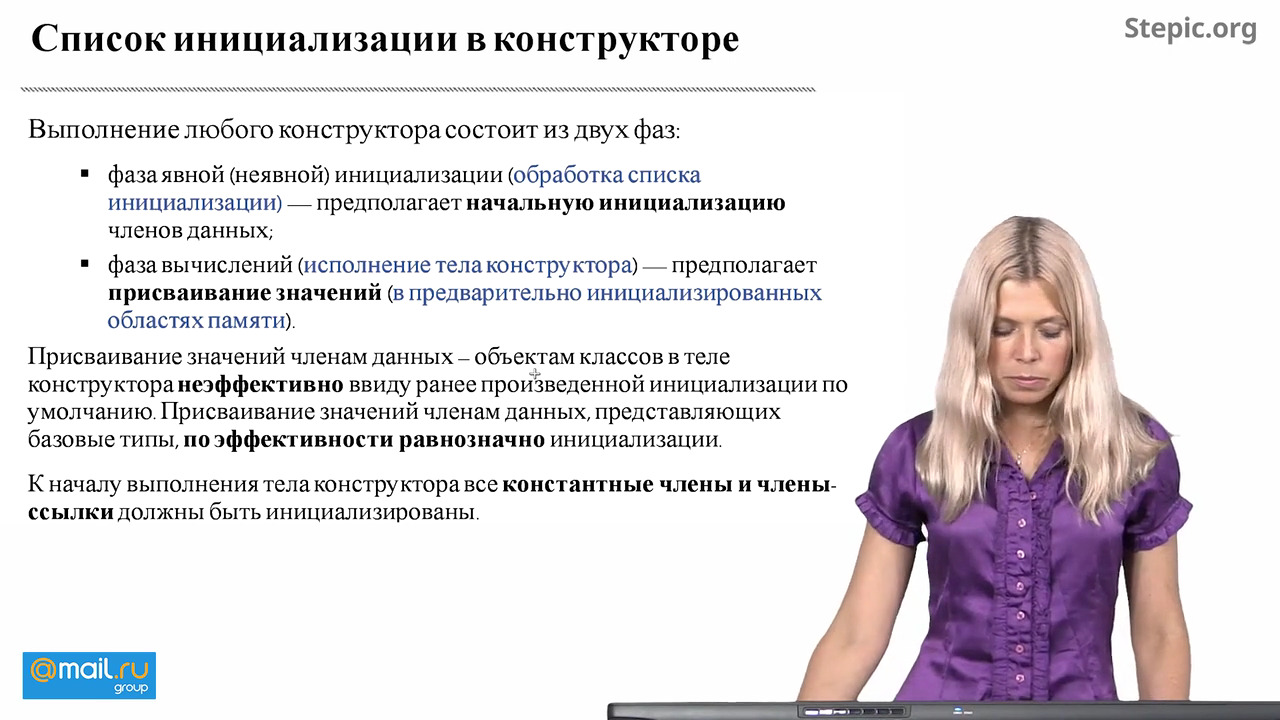 Список инициализации в конструкторе
Stepic.org
Выполнение любого конструктора состоит из двух фаз:
▪ фаза явной (неявной) инициализации (обработка списка
инициализации) — предполагает начальную инициализацию
членов данных;
▪ фаза вычислений (исполнение тела конструктора) — предполагает
присваивание значений (в предварительно инициализированных
областях памяти).
Присваивание значений членам данных – объектам классов в теле
конструктора неэффективно ввиду ранее произведенной инициализации по
умолчанию. Присваивание значений членам данных, представляющих
базовые типы, по эффективности равнозначно инициализации.
К началу выполнения тела конструктора все константные члены и члены-
ссылки должны быть инициализированы.
@mail.ru
group